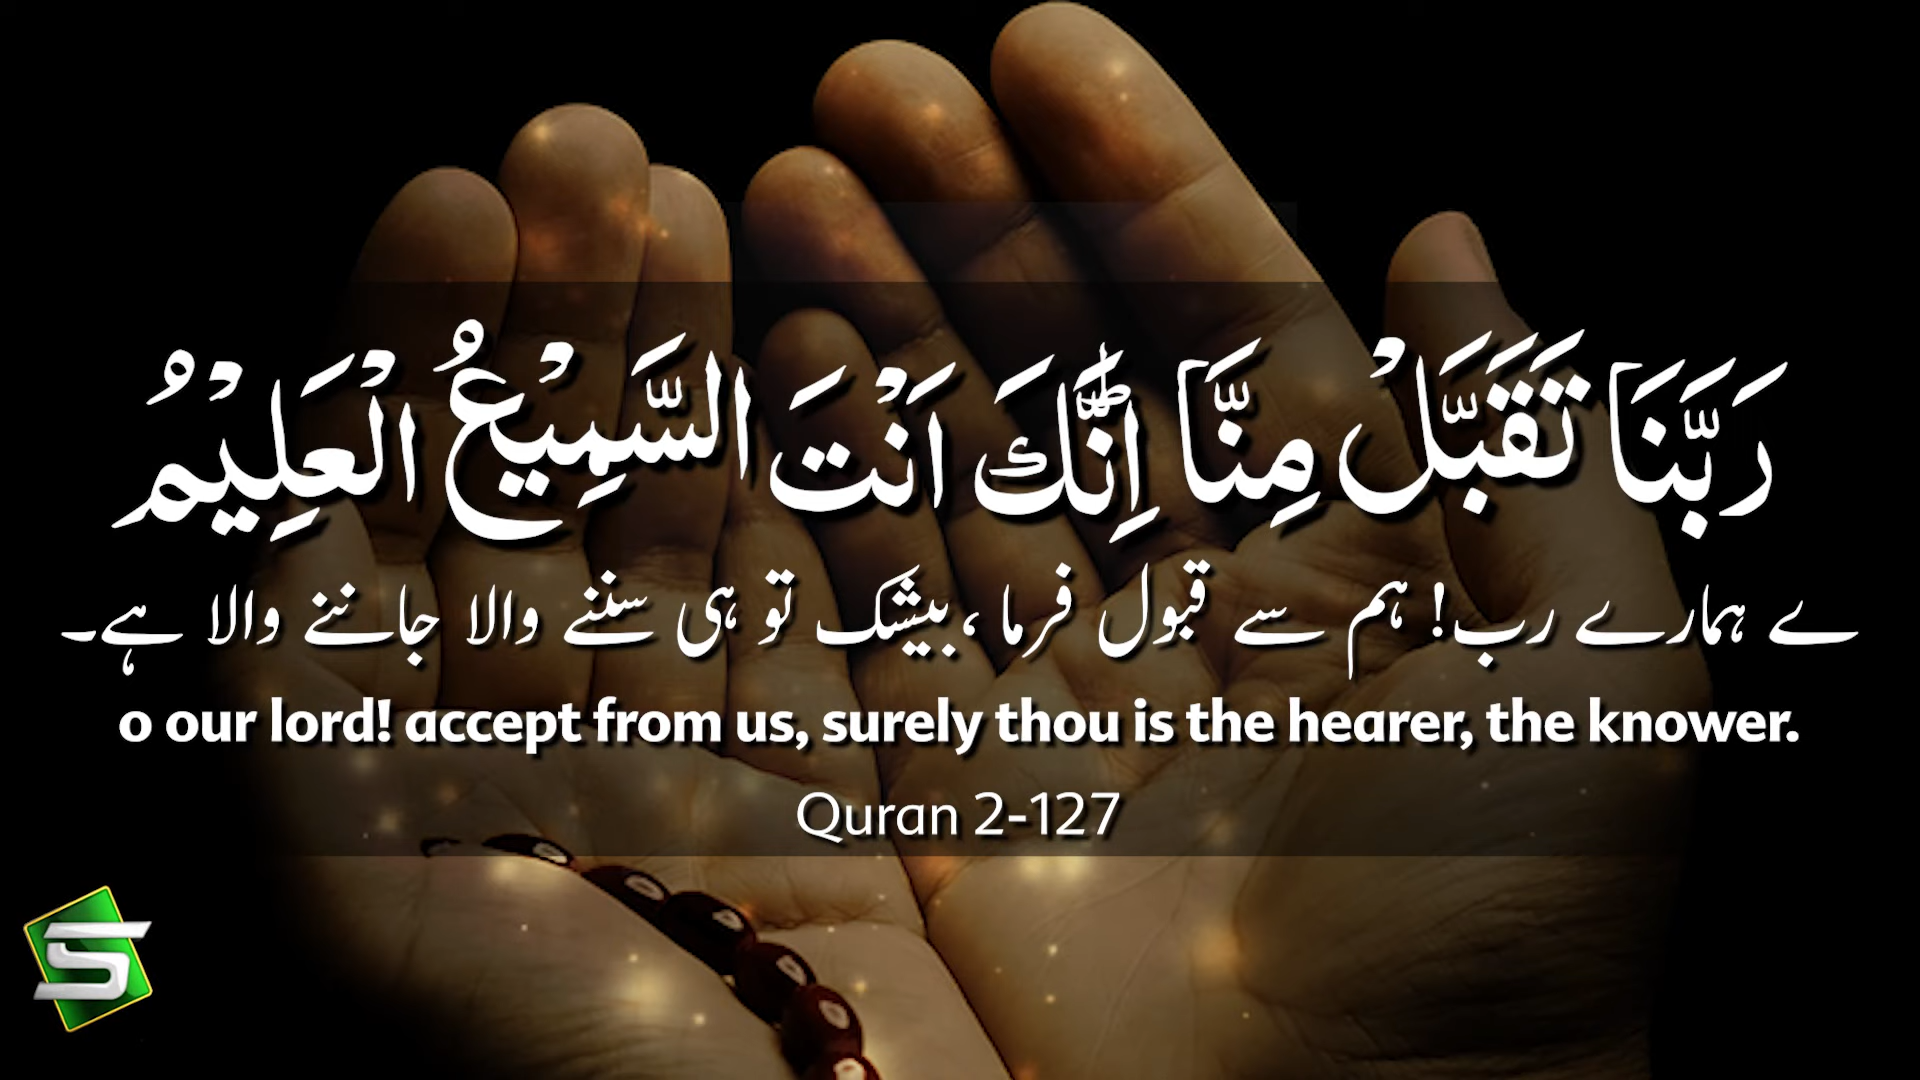 رَبَّنَا تَقَبَّلْ مِنَّاۤ اِنَّكَ اَنْتَ السَّمِيْعُ الْعَلِيْمُ
ے ہمارے رب! ہم سے قبول فرما ،بیشک تو ہی سننے والا جاننے والا ہے۔
o our lord! accept from us, surely thou is the hearer, the knower.
Quran 2-127
S